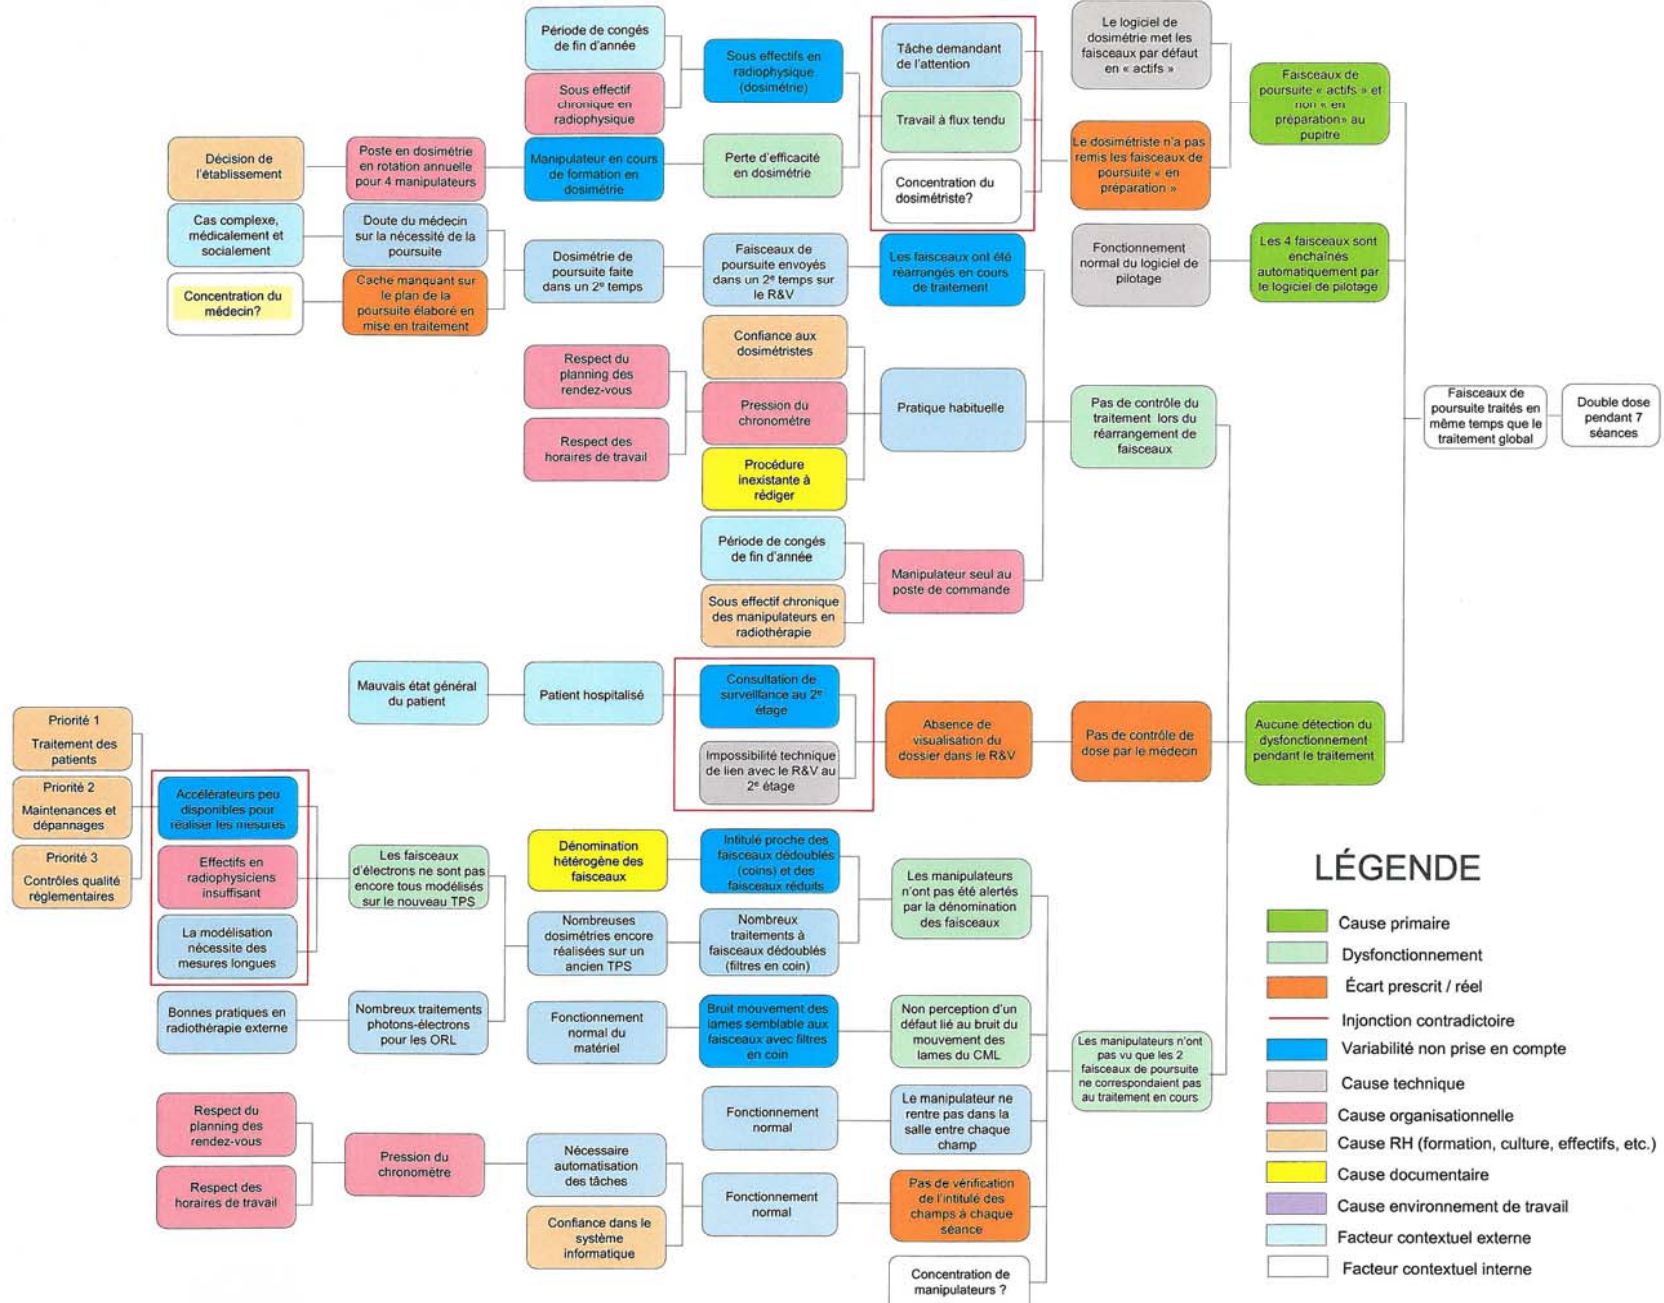 Période de congés
de fin d'année
Sous effectif
chronique en
radiophysique
Sous effectifs en
radiophysique
(dosimétrie)
Tâche demandant
de l'attention
Travail à flux tendu
Concentration du
dosimétriste?
Le logiciel de
dosimétrie met les
faisceaux par défaut
en « actifs »
Le dosimétriste n'a pas
remis les faisceaux de
poursuite « en
préparation »
Faisceaux de
poursuite « actifs » et
non « en
préparation» au
pupitre
Décision de
l'établissement
Poste en dosimétrie
en rotation annuelle
pour 4 manipulateurs
Manipulateur en cours
de formation en
dosimétrie
Perte d'efficacité
en dosimétrie
Cas complexe,
médicalement et
socialement
Doute du médecin
sur la nécessité de la
poursuite
Concentration du
médecin?
Cache manquant sur
le plan de la
poursuite élaboré en
mise en traitement
Dosimétrie de
poursuite faite
dans un 2e temps
Faisceaux de
poursuite envoyés
dans un 2e temps sur
le R&V
Les faisceaux ont été
réarrangés en cours
de traitement
Fonctionnement
normal du logiciel de
pilotage
Les 4 faisceaux sont
enchaînés
automatiquement par
le logiciel de pilotage
Respect du
planning des
rendez-vous
Respect des
horaires de travail
Confiance aux
dosimétristes
Pression du
chronomètre
Procédure
inexistante à
rédiger
Pratique habituelle
Pas de contrôle du
traitement lors du
réarrangement de
faisceaux
Faisceaux de
poursuite traités en
même temps que le
traitement global
Double dose
pendant 7
séances
Période de congés
de fin d'année
Sous effectif chronique
des manipulateurs en
radiothérapie
Manipulateur seul au
poste de commande
Mauvais état général
du patient
Patient hospitalisé
Consultation de
surveillance au 2e
étage
Impossibilité technique
de lien avec le R&V au
2e étage
Absence de
visualisation du
dossier dans le R&V
Pas de contrôle de
dose par le médecin
Aucune détection du
dysfonctionnement
pendant le traitement
Priorité 1
Traitement des
patients
Priorité 2
Maintenances et
dépannages
Priorité 3
Contrôles qualité
réglementaires
Accélérateurs peu
disponibles pour
réaliser les mesures
Effectifs en
radiophysiciens
insuffisant
La modélisation
nécessite des
mesures longues
Les faisceaux
d'électrons ne sont pas
encore tous modélisés
sur le nouveau TPS
Bonnes pratiques en
radiothérapie externe
Nombreux traitements
photons-électrons
pour les ORL
Dénomination
hétérogène des
faisceaux
Nombreuses
dosimétries encore
réalisées sur un
ancien TPS
Intitulé proche des
faisceaux dédoublés
(coins) et des
faisceaux réduits
Nombreux
traitements à
faisceaux dédoublés
(filtres en coin)
Les manipulateurs
n'ont pas été alertés
par la dénomination
des faisceaux
Fonctionnement
normal du
matériel
Bruit mouvement des
lames semblable aux
faisceaux avec filtres
en coin
Non perception d'un
défaut lié au bruit du
mouvement des
lames du CML
Les manipulateurs n'ont
pas vu que les 2
faisceaux de poursuite
ne correspondaient pas
au traitement en cours
Fonctionnement
normal
Le manipulateur ne
rentre pas dans la
salle entre chaque
champ
Respect du
planning des
rendez-vous
Respect des
horaires de travail
Pression du
chronomètre
Nécessaire
automatisation
des tâches
Confiance dans le
système
informatique
Fonctionnement
normal
Pas de vérification
de l'intitulé des
champs à chaque
séance
Concentration de
manipulateurs ?
LÉGENDE
Cause primaire
Dysfonctionnement
Écart prescrit / réel
Injonction contradictoire
Variabilité non prise en compte
Cause technique
Cause organisationnelle
Cause RH (formation, culture, effectifs, etc.)
Cause documentaire
Cause environnement de travail
Facteur contextuel externe
Facteur contextuel interne